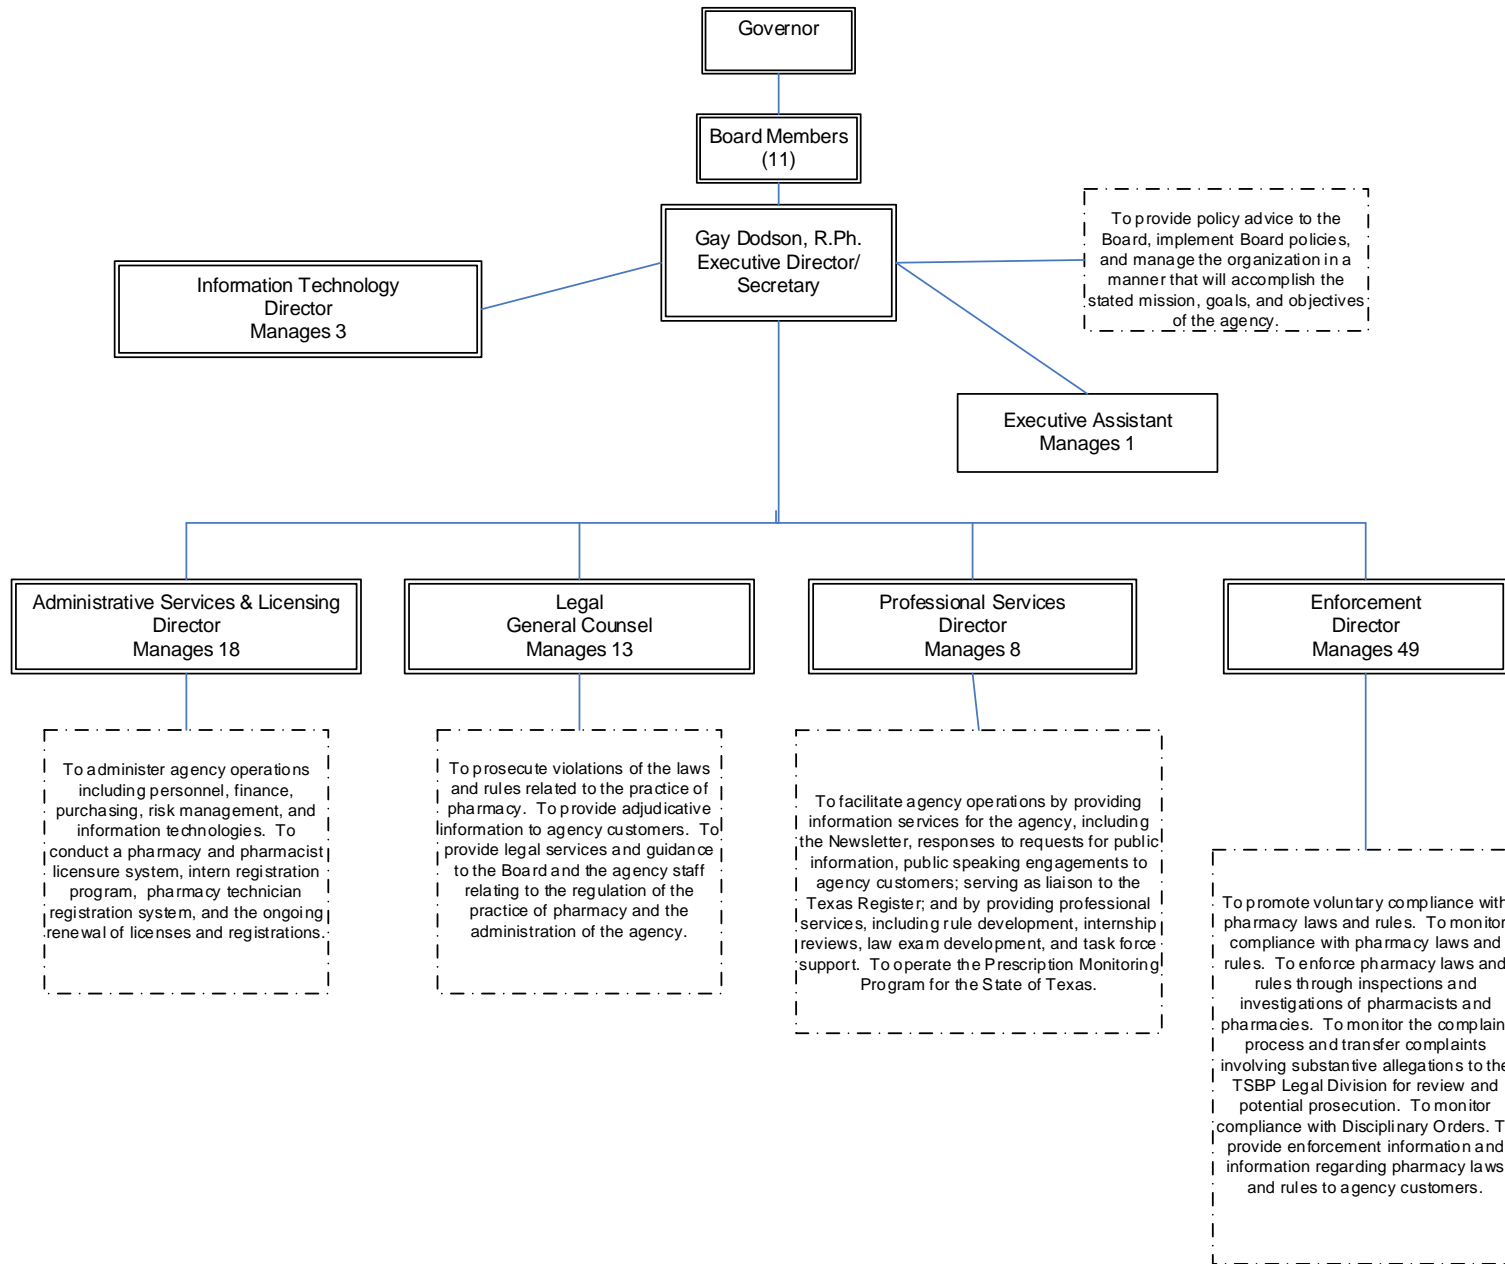 Governor
Board Members
(11)
Gay Dodson, R.Ph.
Executive Director/
Secretary
To provide policy advice to the
Board, implement Board policies,
and manage the organization in a
manner that will accomplish the
stated mission, goals, and objectives
of the agency.
Information Technology
Director
Manages 3
Executive Assistant
Manages 1
Administrative Services & Licensing
Director
Manages 18
Legal
General Counsel
Manages 13
Professional Services
Director
Manages 8
Enforcement
Director
Manages 49
To administer agency operations
including personnel, finance,
purchasing, risk management, and
information technologies. To
conduct a pharmacy and pharmacist
licensure system, intern registration
program, pharmacy technician
registration system, and the ongoing
renewal of licenses and registrations.
To prosecute violations of the laws
and rules related to the practice of
pharmacy. To provide adjudicative
information to agency customers. To
provide legal services and guidance
to the Board and the agency staff
relating to the regulation of the
practice of pharmacy and the
administration of the agency.
To facilitate agency operations by providing
information services for the agency, including
the Newsletter, responses to requests for public
information, public speaking engagements to
agency customers; serving as liaison to the
Texas Register; and by providing professional
services, including rule development, internship
reviews, law exam development, and task force
support. To operate the Prescription Monitoring
Program for the State of Texas.
To promote voluntary compliance with
pharmacy laws and rules. To monitor
compliance with pharmacy laws and
rules. To enforce pharmacy laws and
rules through inspections and
investigations of pharmacists and
pharmacies. To monitor the complain
process and transfer complaints
involving substantive allegations to the
TSBP Legal Division for review and
potential prosecution. To monitor
compliance with Disciplinary Orders. T
provide enforcement information and
information regarding pharmacy laws
and rules to agency customers.